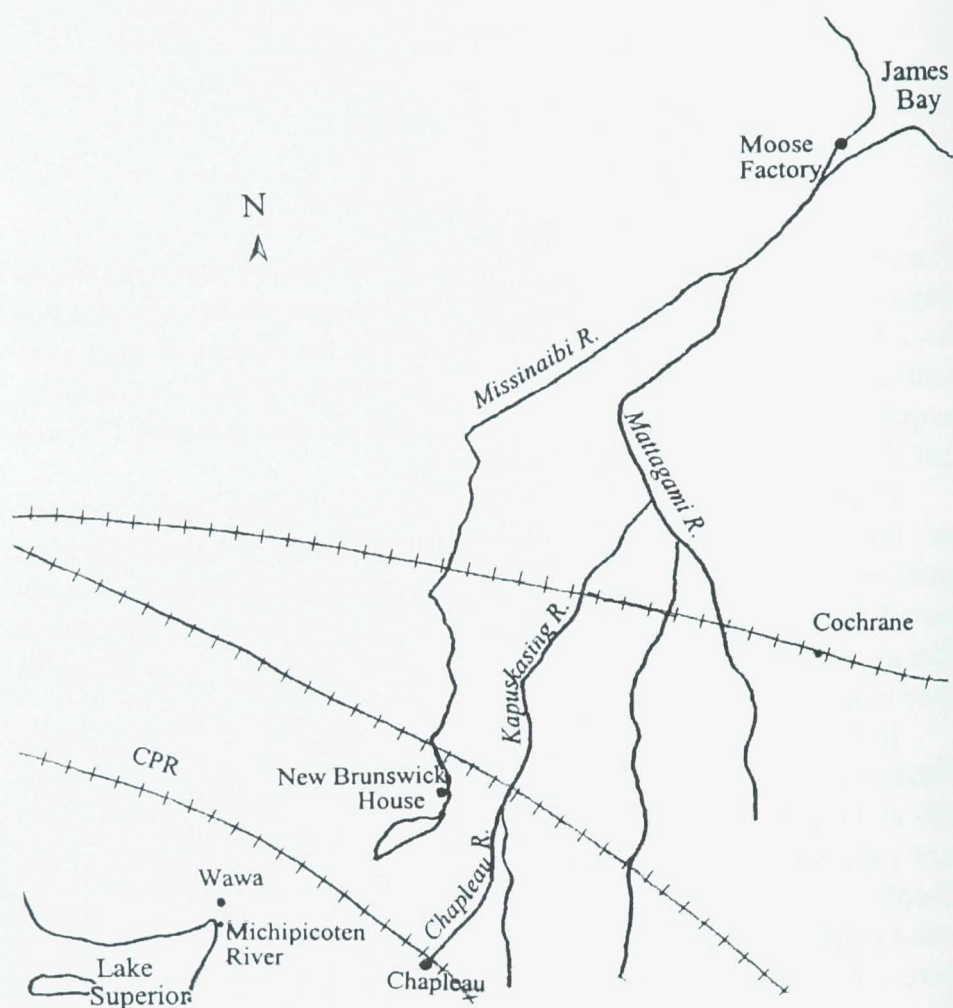 James
Bay
Moose
Factory
N
Missinaibi R.
Mattagami R.
Cochrane
Kapuskasing R.
CPR
New Brunswick
House
Chapleau R.
Wawa
Michipicoten
River
Lake
Superior
Chapleau